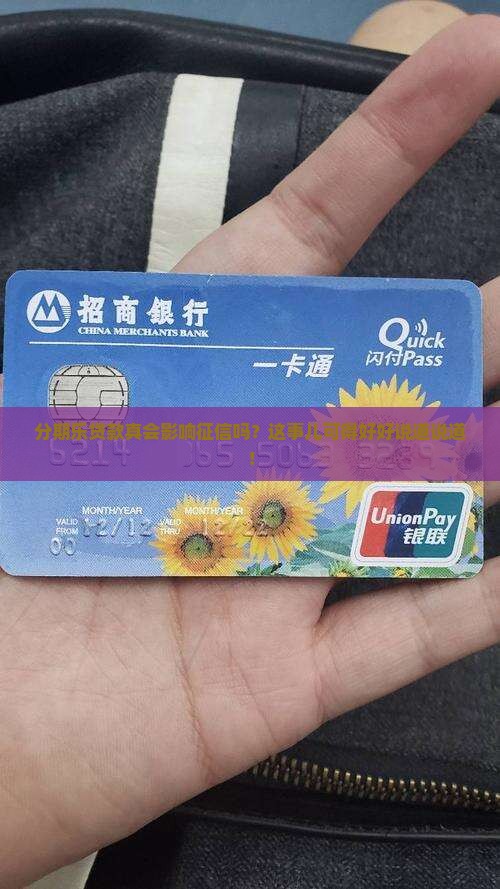 招商银行
CHINA MERCHANTS BANK
Quick
闪付Pass
一卡通
分期乐贷款真会影响征信吗？这事儿可得好好说道说道
！
MONTH/YEAR MONTH/YEAR
VALID FROM 12/12 VALID THRU 12/22
00
UnionPay
银联